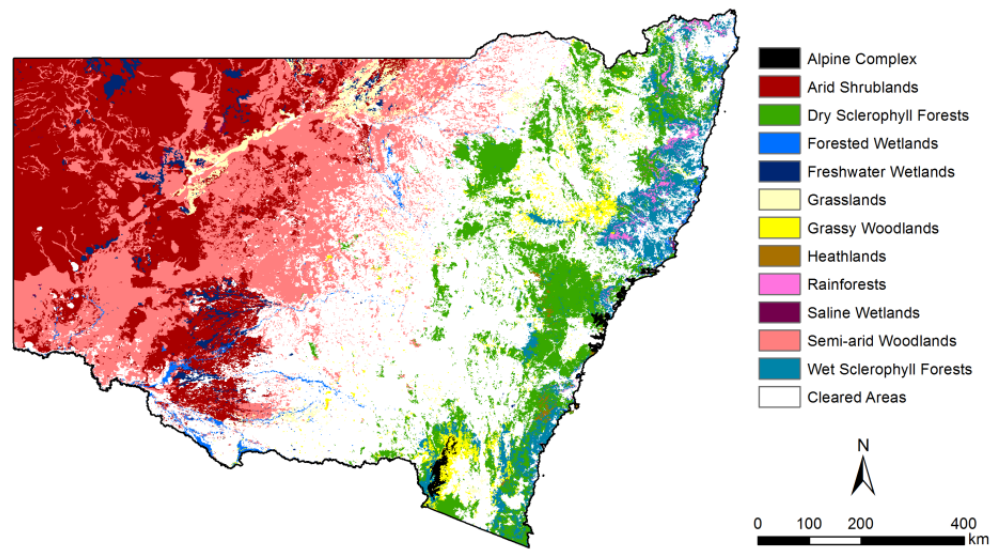 Alpine Complex
Arid Shrublands
Dry Sclerophyll Forests
Forested Wetlands
Freshwater Wetlands
Grasslands
Grassy Woodlands
Heathlands
Rainforests
Saline Wetlands
Semi-arid Woodlands
Wet Sclerophyll Forests
Cleared Areas
N
0 100 200 400
km